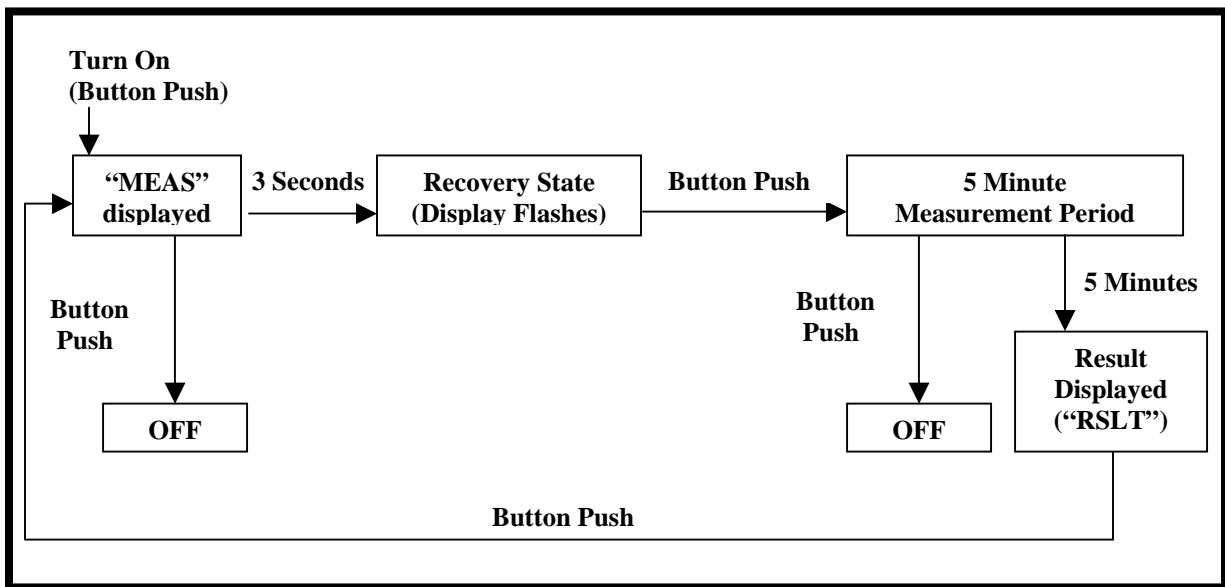 Turn On
(Button Push)
“MEAS”
displayed
3 Seconds
Recovery State
(Display Flashes)
Button Push
5 Minute
Measurement Period
Button
Push
OFF
Button
Push
OFF
5 Minutes
Result
Displayed
(“RSLT”)
Button Push